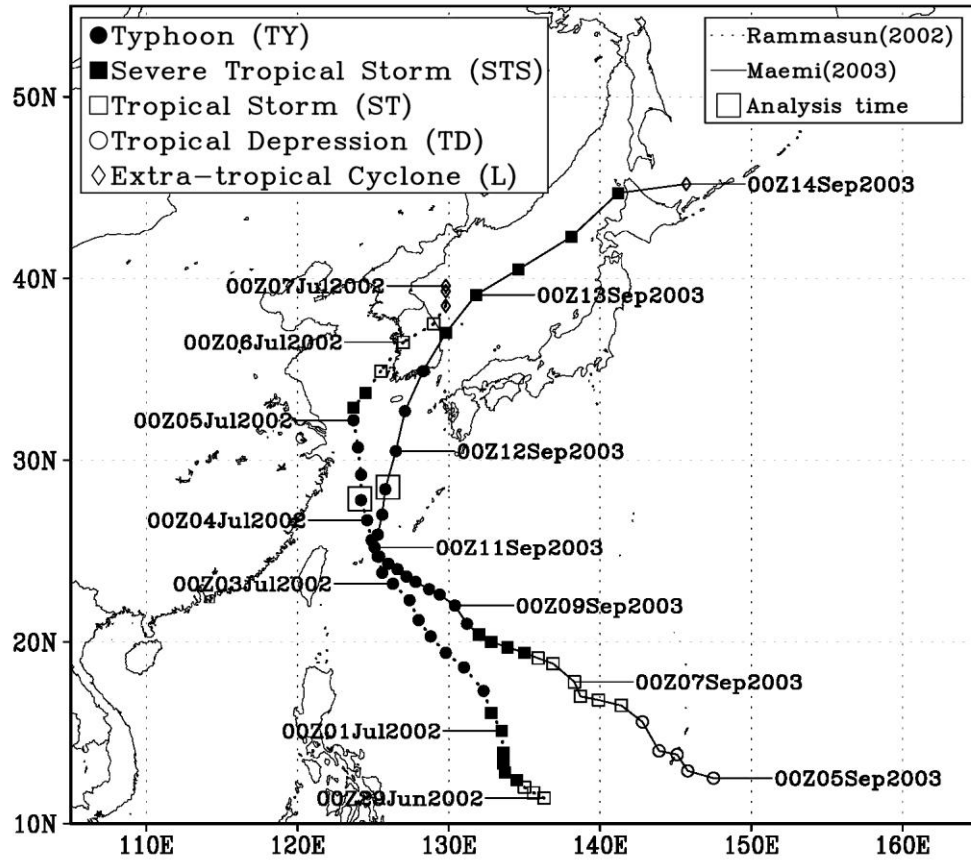 Typhoon (TY)
Severe Tropical Storm (STS)
Tropical Storm (ST)
Tropical Depression (TD)
Extra-tropical Cyclone (L)
Rammasun(2002)
Maemi(2003)
Analysis time
50N
40N
30N
20N
10N
00Z14Sep2003
00Z07Jul2002
00Z13Sep2003
00Z06Jul2002
00Z05Jul2002
00Z12Sep2003
00Z04Jul2002
00Z11Sep2003
00Z03Jul2002
00Z09Sep2003
00Z07Sep2003
00Z01Jul2002
00Z05Sep2003
00Z29Jun2002
110E
120E
130E
140E
150E
160E